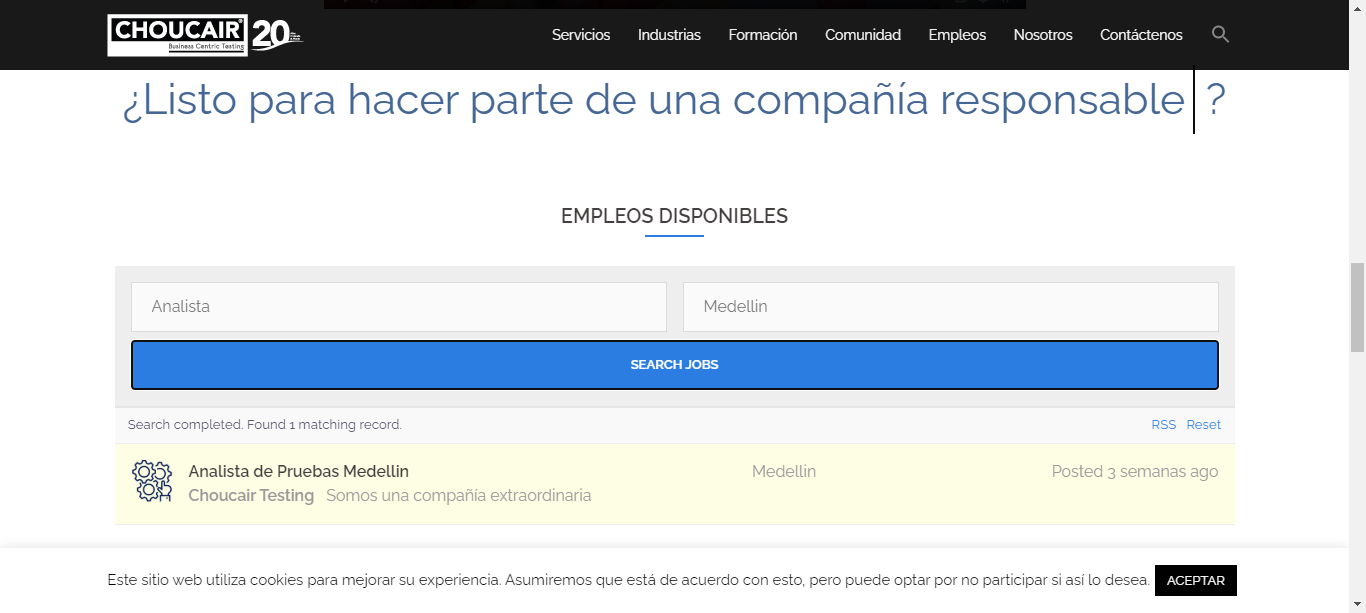 CHOUCAIR® 20
Business Centric Testing
Servicios Industrias Formación Comunidad Empleos Nosotros Contáctenos
¿Listo para hacer parte de una compañía responsable ?
EMPLEOS DISPONIBLES
Analista Medellin
SEARCH JOBS
Search completed. Found 1 matching record. RSS Reset
Analista de Pruebas Medellin Medellin Posted 3 semanas ago
Choucair Testing Somos una compañía extraordinaria
Este sitio web utiliza cookies para mejorar su experiencia. Asumiremos que está de acuerdo con esto, pero puede optar por no participar si así lo desea. ACEPTAR